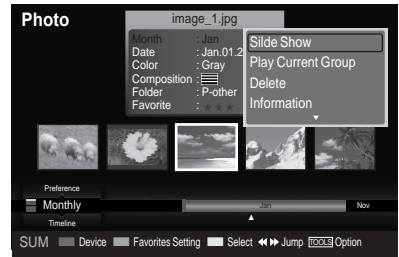 Photo
image_1.jpg
Month : Jan
Date : Jan.01.2
Color : Gray
Composition :
Folder : P-other
Favorite : ★★★
Silde Show
Play Current Group
Delete
Information
Preference
Monthly
Timeline
Jan
Nov
SUM Device Favorites Setting Select Jump TOOLS Option